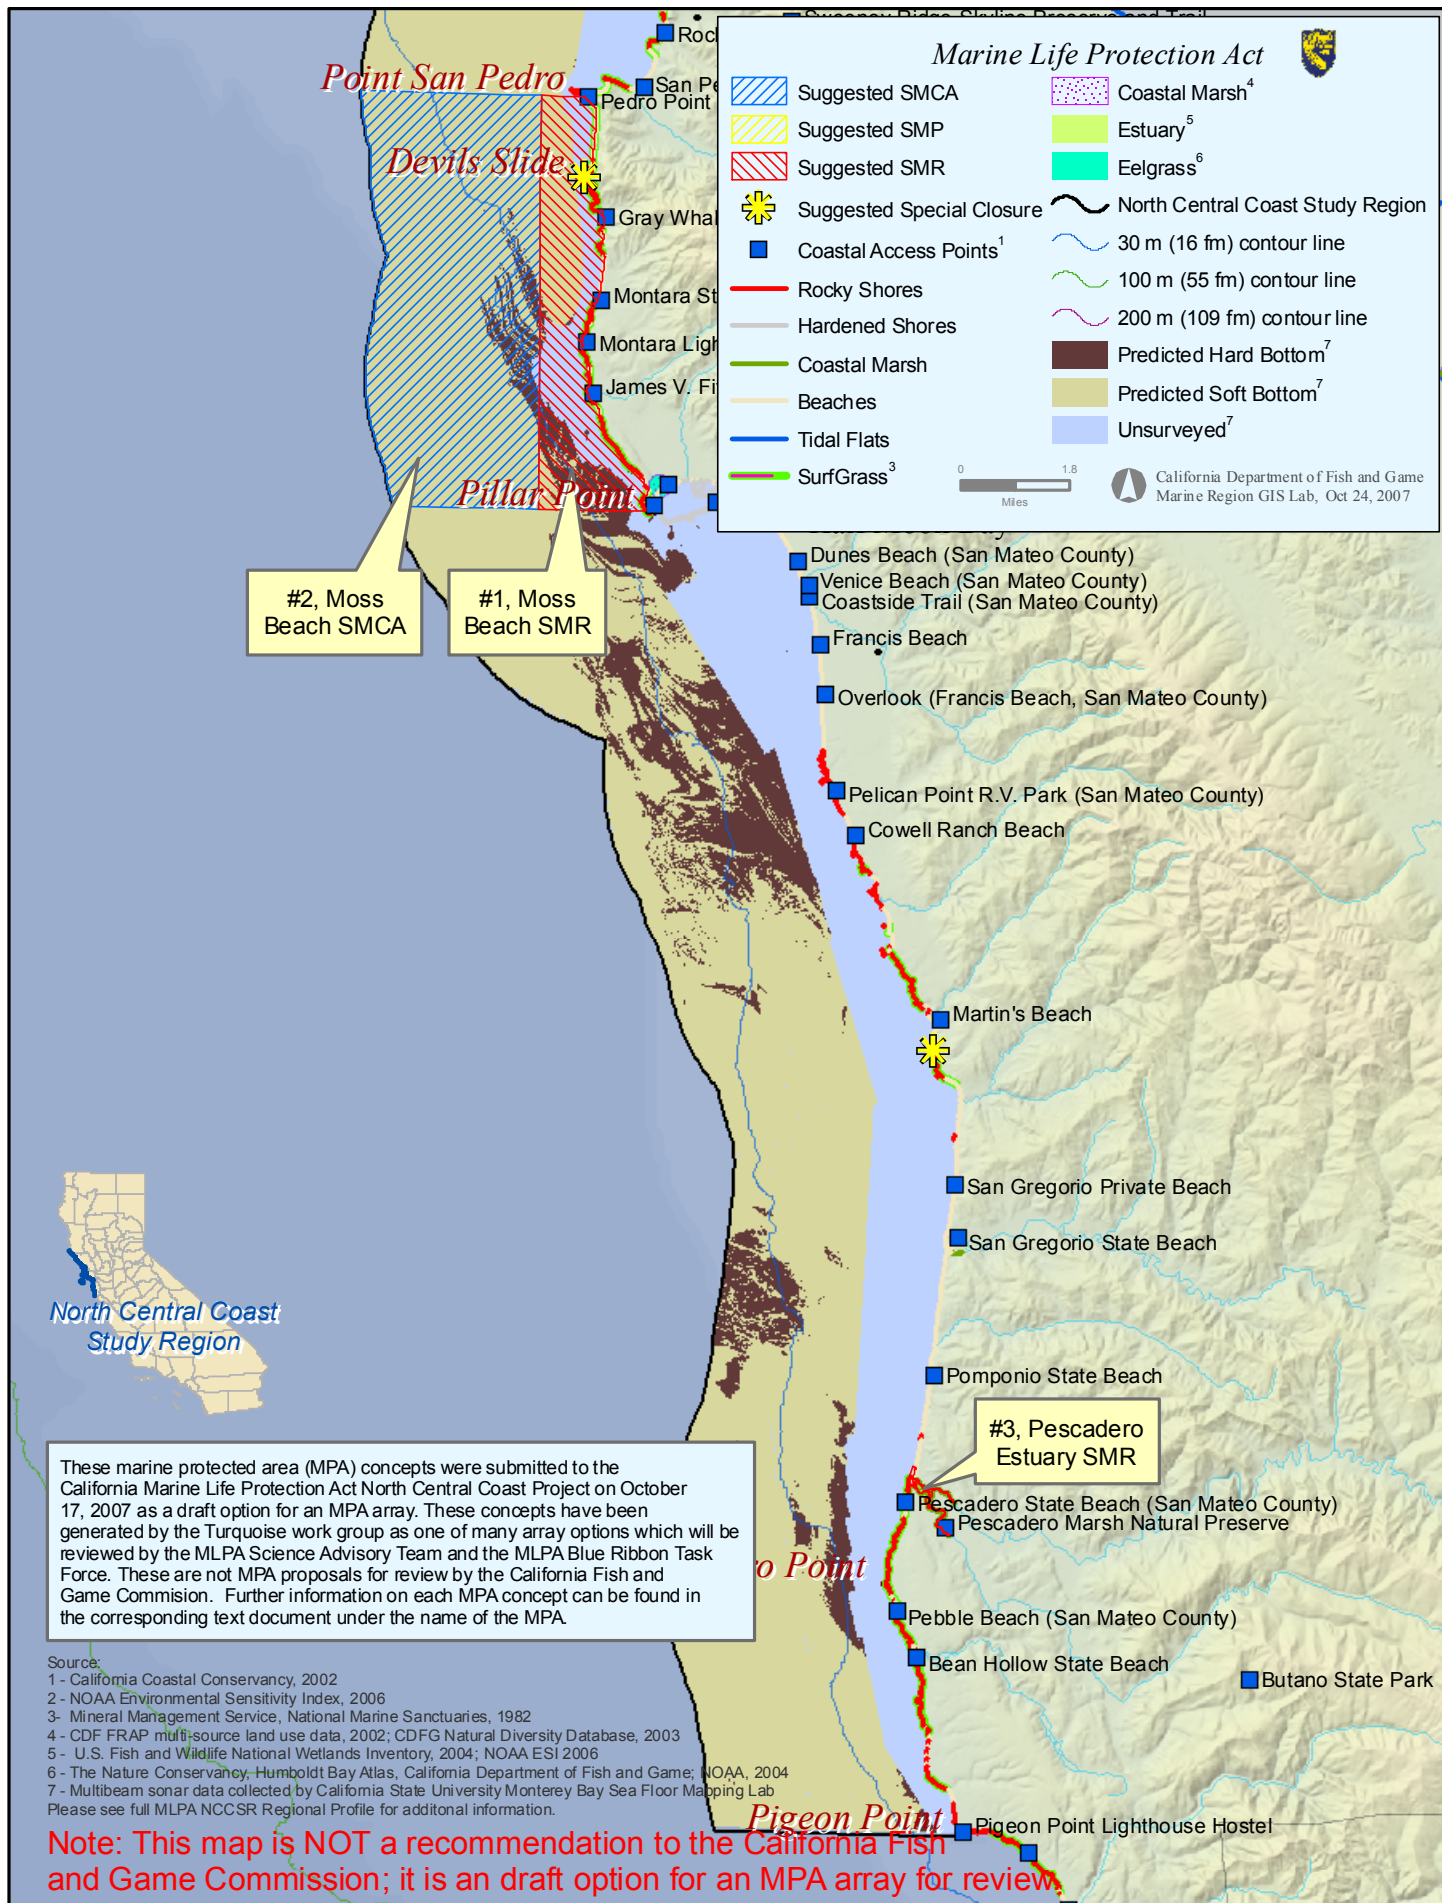 Sweeney Ridge Skyline Preserve and Trail
Point San Pedro
San Pe
Pedro Point
Devils Slide
Gray Whal
Montara St
Montara Ligh
James V. Fi
Pillar Point
#2, Moss
Beach SMCA
#1, Moss
Beach SMR
Marine Life Protection Act
Suggested SMCA
Suggested SMP
Suggested SMR
Suggested Special Closure
Coastal Access Points1
Rocky Shores
Hardened Shores
Coastal Marsh
Beaches
Tidal Flats
SurfGrass3
Coastal Marsh4
Estuary5
Eelgrass6
North Central Coast Study Region
30 m (16 fm) contour line
100 m (55 fm) contour line
200 m (109 fm) contour line
Predicted Hard Bottom7
Predicted Soft Bottom7
Unsurveyed7
0 1.8
Miles
California Department of Fish and Game
Marine Region GIS Lab, Oct 24, 2007
Dunes Beach (San Mateo County)
Venice Beach (San Mateo County)
Coastside Trail (San Mateo County)
Francis Beach
Overlook (Francis Beach, San Mateo County)
Pelican Point R.V. Park (San Mateo County)
Cowell Ranch Beach
Martin's Beach
San Gregorio Private Beach
San Gregorio State Beach
Pomponio State Beach
#3, Pescadero
Estuary SMR
Pescadero State Beach (San Mateo County)
Pescadero Marsh Natural Preserve
o Point
Pebble Beach (San Mateo County)
Bean Hollow State Beach
Butano State Park
Pigeon Point
Pigeon Point Lighthouse Hostel
North Central Coast
Study Region
These marine protected area (MPA) concepts were submitted to the
California Marine Life Protection Act North Central Coast Project on October
17, 2007 as a draft option for an MPA array. These concepts have been
generated by the Turquoise work group as one of many array options which will be
reviewed by the MLPA Science Advisory Team and the MLPA Blue Ribbon Task
Force. These are not MPA proposals for review by the California Fish and
Game Commision. Further information on each MPA concept can be found in
the corresponding text document under the name of the MPA.
Source:
1 - California Coastal Conservancy, 2002
2 - NOAA Environmental Sensitivity Index, 2006
3- Mineral Management Service, National Marine Sanctuaries, 1982
4 - CDF FRAP multi-source land use data, 2002; CDFG Natural Diversity Database, 2003
5 - U.S. Fish and Wildlife National Wetlands Inventory, 2004; NOAA ESI 2006
6 - The Nature Conservancy, Humboldt Bay Atlas, California Department of Fish and Game; NOAA, 2004
7 - Multibeam sonar data collected by California State University Monterey Bay Sea Floor Mapping Lab
Please see full MLPA NCCSR Regional Profile for additonal information.
Note: This map is NOT a recommendation to the California Fish
and Game Commission; it is an draft option for an MPA array for review